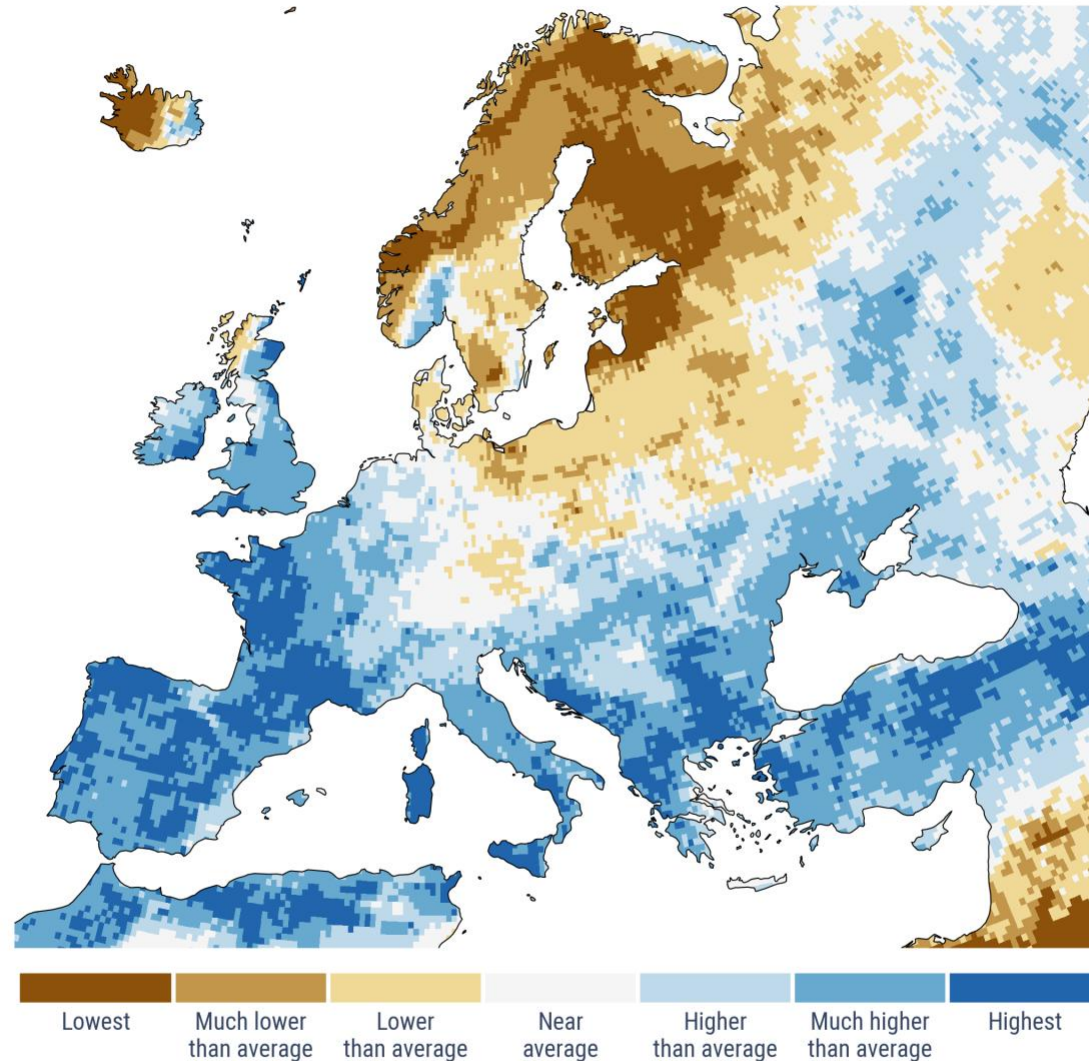 Lowest
Much lower
than average
Lower
than average
Near
average
Higher
than average
Much higher
than average
Highest